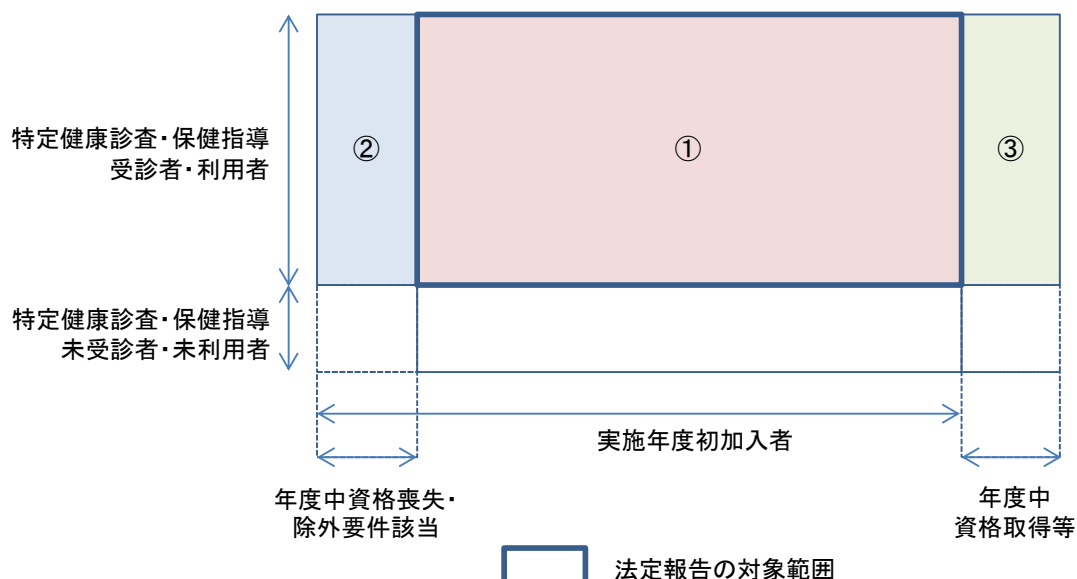 特定健康診査・保健指導
受診者・利用者
②
①
③
特定健康診査・保健指導
未受診者・未利用者
実施年度初加入者
年度中資格喪失・
除外要件該当
年度中
資格取得等
法定報告の対象範囲